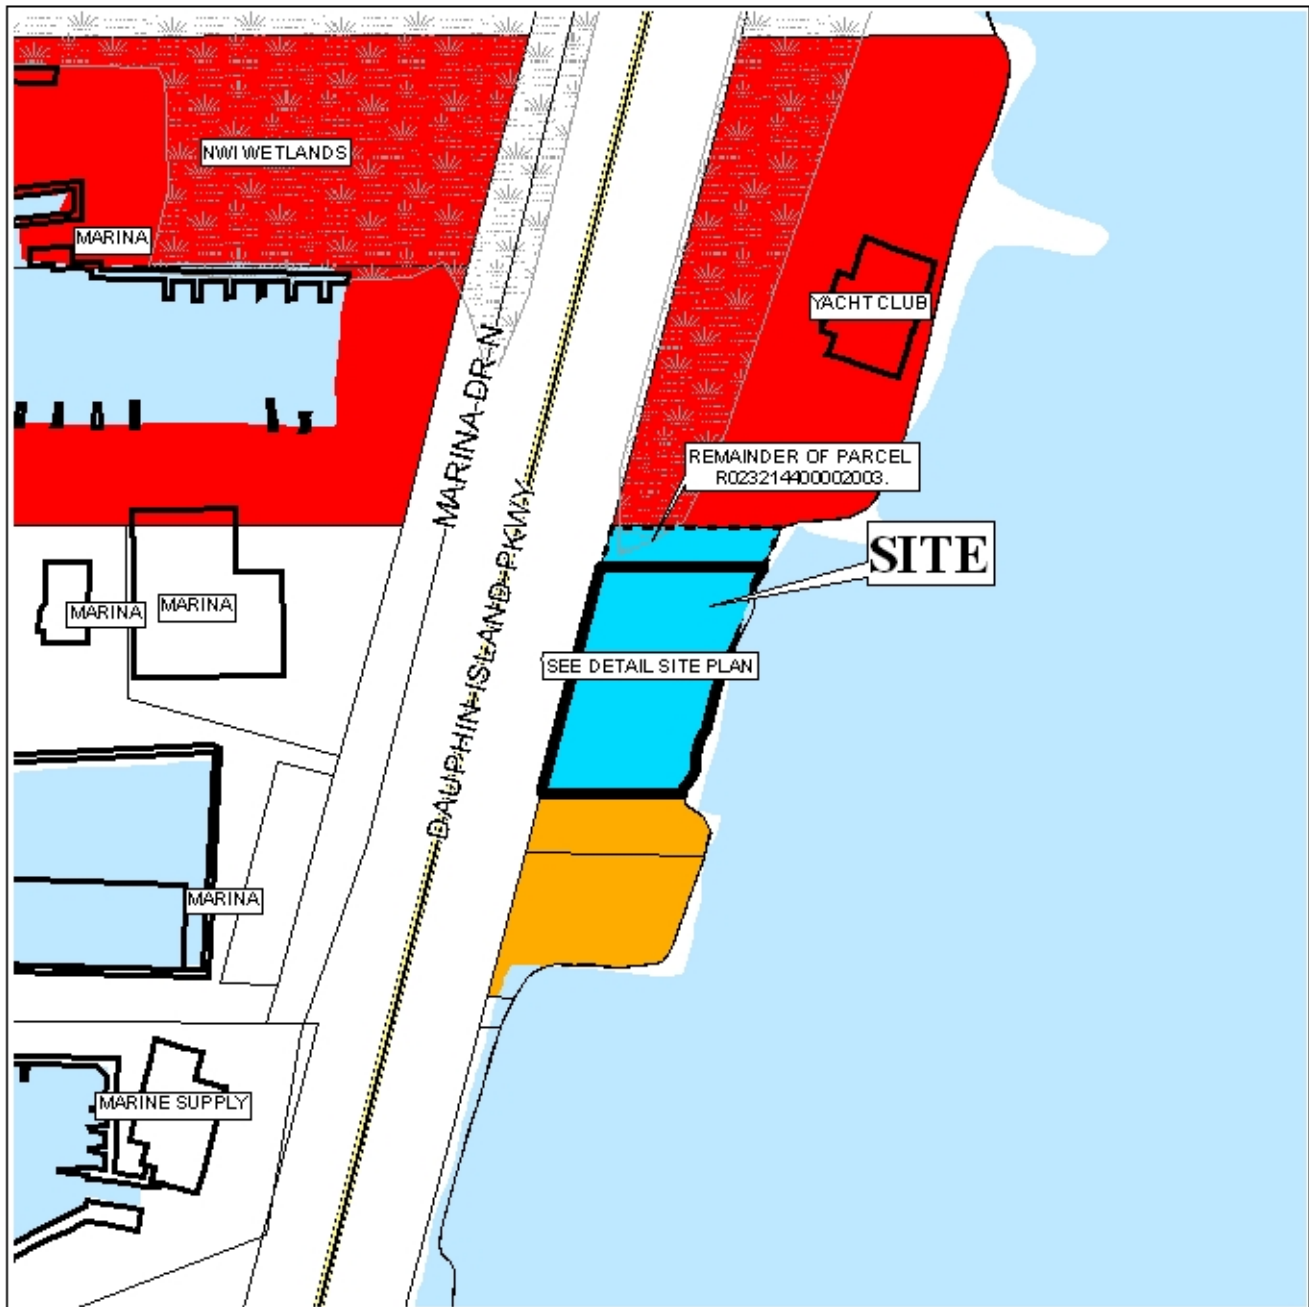 NWI WETLANDS
MARINA
YACHT CLUB
MARINA DR N
REMAINDER OF PARCEL
R023214400002003.
DAUPHIN ISLAND PKWY
SITE
MARINA
MARINA
SEE DETAIL SITE PLAN
MARINA
MARINE SUPPLY